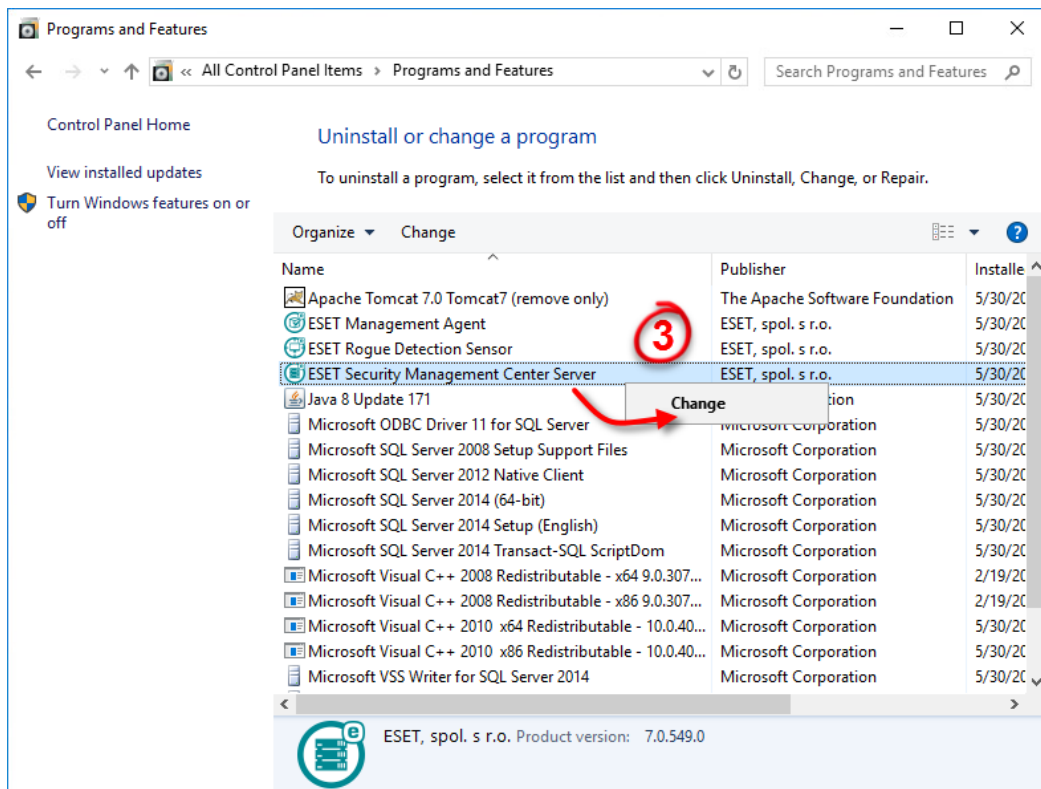 Programs and Features
« All Control Panel Items > Programs and Features
Search Programs and Features
Control Panel Home
View installed updates
Turn Windows features on or
off
Uninstall or change a program
To uninstall a program, select it from the list and then click Uninstall, Change, or Repair.
Organize Change ?
Name Publisher Installe
Apache Tomcat 7.0 Tomcat7 (remove only) The Apache Software Foundation 5/30/20
ESET Management Agent ESET, spol. s r.o. 5/30/20
3
ESET Rogue Detection Sensor ESET, spol. s r.o. 5/30/20
ESET Security Management Center Server ESET, spol. s r.o. 5/30/20
Java 8 Update 171 Change tion 5/30/20
Microsoft ODBC Driver 11 for SQL Server Microsoft Corporation 5/30/20
Microsoft SQL Server 2008 Setup Support Files Microsoft Corporation 5/30/20
Microsoft SQL Server 2012 Native Client Microsoft Corporation 5/30/20
Microsoft SQL Server 2014 (64-bit) Microsoft Corporation 5/30/20
Microsoft SQL Server 2014 Setup (English) Microsoft Corporation 5/30/20
Microsoft SQL Server 2014 Transact-SQL ScriptDom Microsoft Corporation 5/30/20
Microsoft Visual C++ 2008 Redistributable - x64 9.0.307... Microsoft Corporation 2/19/20
Microsoft Visual C++ 2008 Redistributable - x86 9.0.307... Microsoft Corporation 2/19/20
Microsoft Visual C++ 2010 x64 Redistributable - 10.0.40... Microsoft Corporation 5/30/20
Microsoft Visual C++ 2010 x86 Redistributable - 10.0.40... Microsoft Corporation 5/30/20
Microsoft VSS Writer for SQL Server 2014 Microsoft Corporation 5/30/20
e
ESET, spol. s r.o. Product version: 7.0.549.0